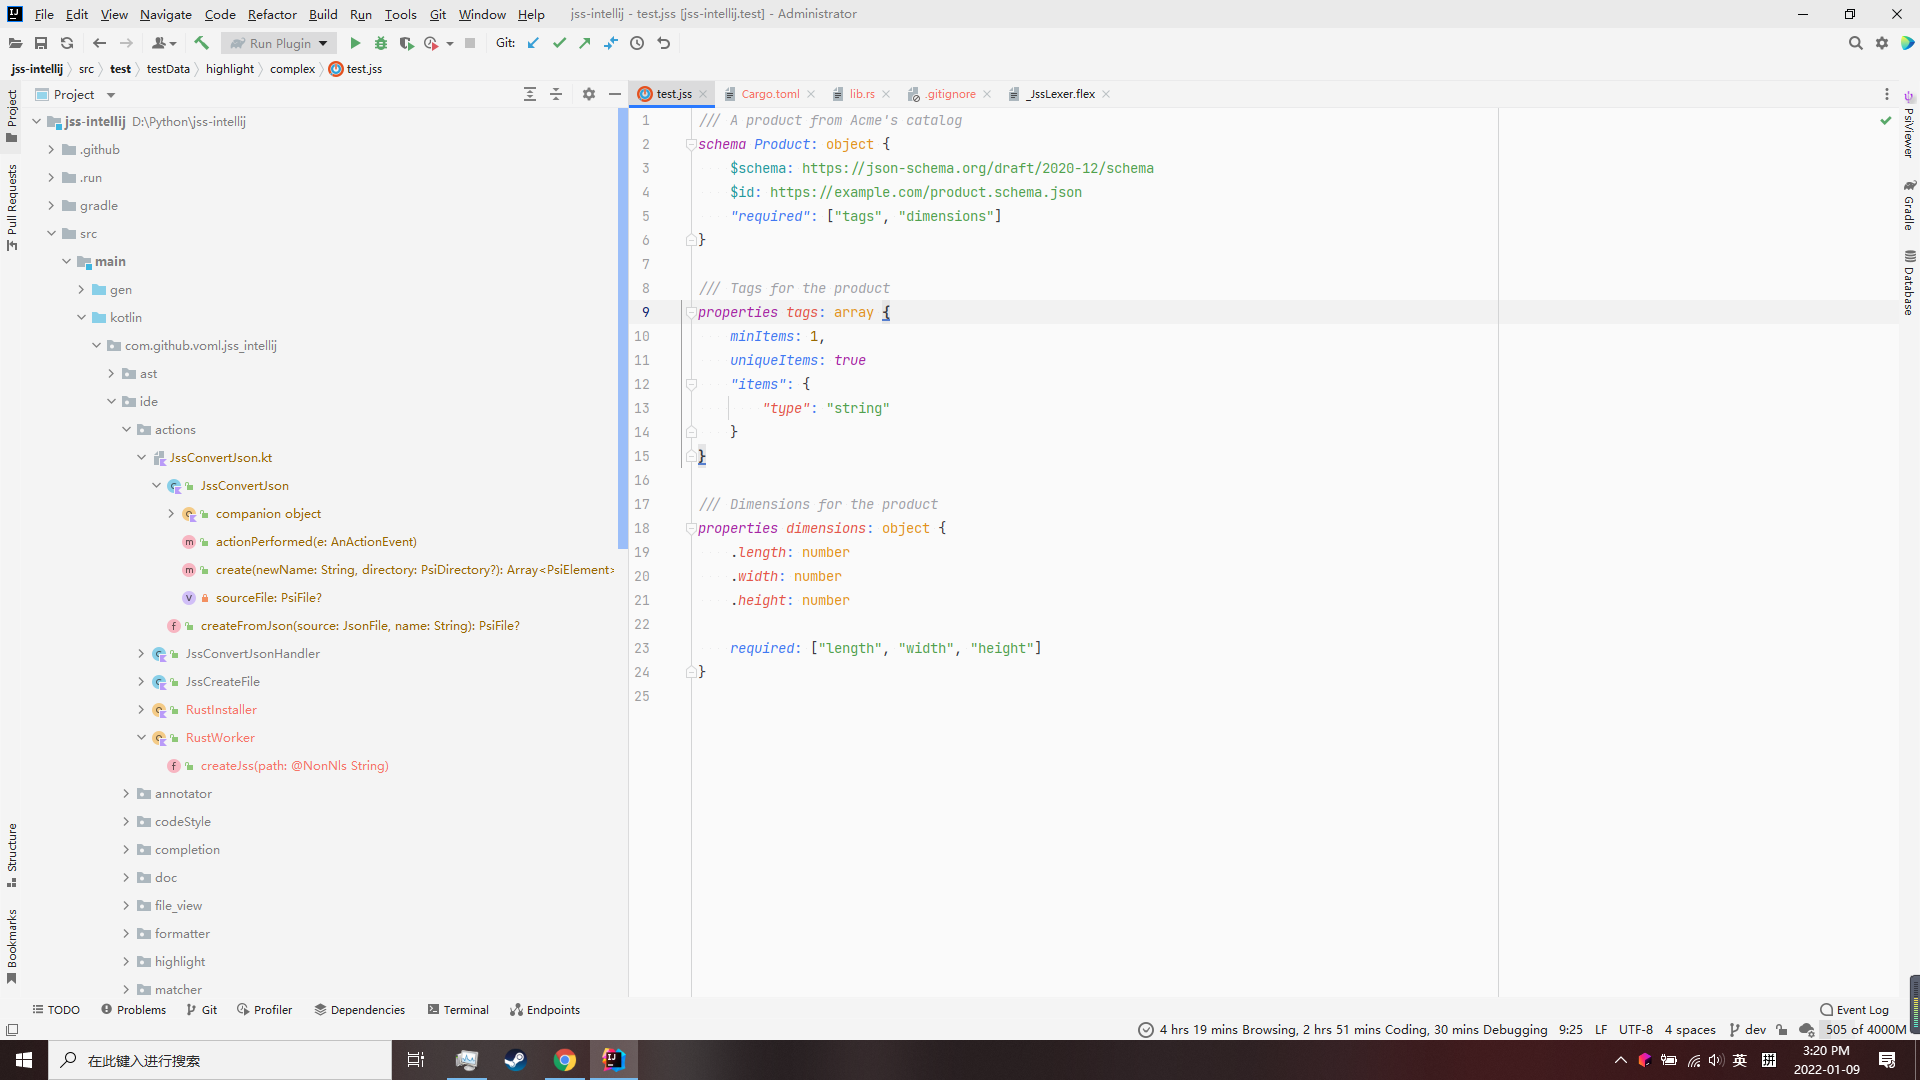 File Edit View Navigate Code Refactor Build Run Tools Git Window Help jss-intellij - test.jss [jss-intellij.test] - Administrator
Run Plugin Git:
jss-intellij src test testData highlight complex test.jss
Project
test.jss Cargo.toml lib.rs .gitignore _JssLexer.flex
Project
Pull Requests
Structure
Bookmarks
jss-intellij D:\Python\jss-intellij
.github
.run
gradle
src
main
gen
kotlin
com.github.voml.jss_intellij
ast
ide
actions
JssConvertJson.kt
JssConvertJson
companion object
actionPerformed(e: AnActionEvent)
create(newName: String, directory: PsiDirectory?): Array<PsiElement>
sourceFile: PsiFile?
createFromJson(source: JsonFile, name: String): PsiFile?
JssConvertJsonHandler
JssCreateFile
RustInstaller
RustWorker
createJss(path: @NonNls String)
annotator
codeStyle
completion
doc
file_view
formatter
highlight
matcher
1 /// A product from Acme's catalog
2 schema Product: object {
3 $schema: https://json-schema.org/draft/2020-12/schema
4 $id: https://example.com/product.schema.json
5 "required": ["tags", "dimensions"]
6 }
7
8 /// Tags for the product
9 properties tags: array {
10 minItems: 1,
11 uniqueItems: true
12 "items": {
13 "type": "string"
14 }
15 }
16
17 /// Dimensions for the product
18 properties dimensions: object {
19 .length: number
20 .width: number
21 .height: number
22
23 required: ["length", "width", "height"]
24 }
25
PsiViewer
Gradle
Database
TODO Problems Git Profiler Dependencies Terminal Endpoints Event Log
4 hrs 19 mins Browsing, 2 hrs 51 mins Coding, 30 mins Debugging 9:25 LF UTF-8 4 spaces dev 505 of 4000M
在此键入进行搜索 英 3:20 PM
2022-01-09